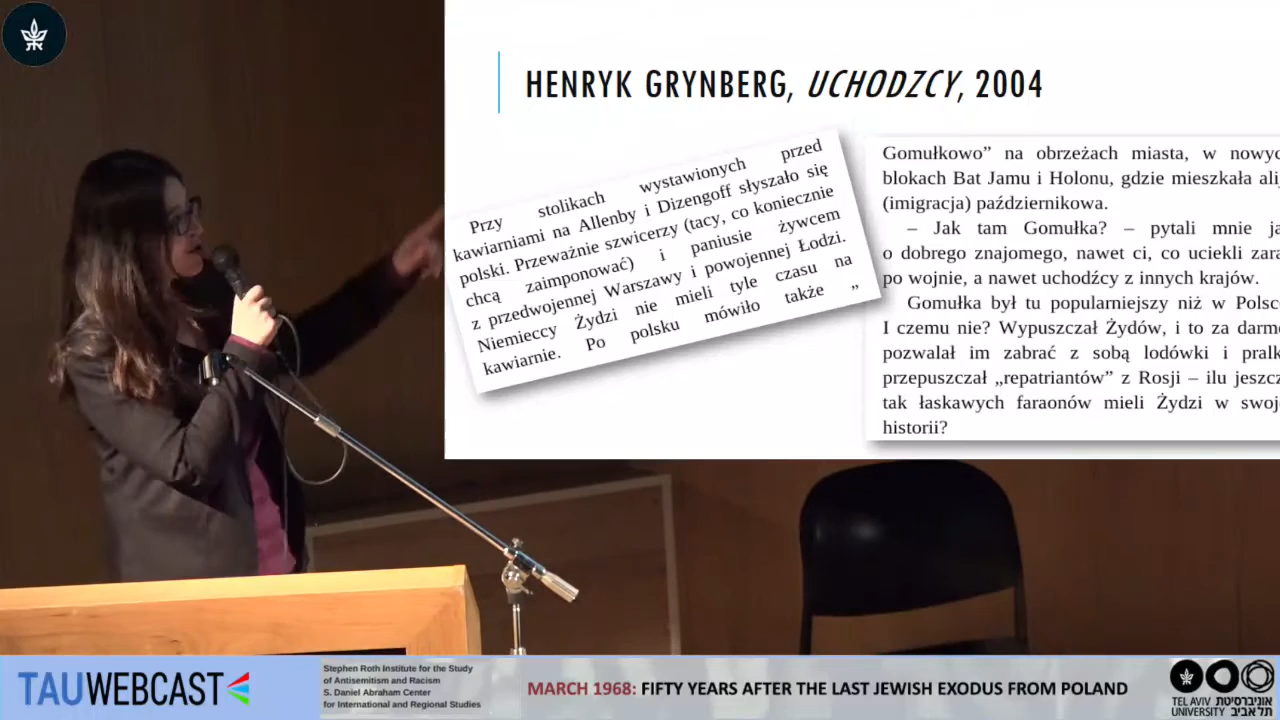 HENRYK GRYNBERG, UCHODZCY, 2004
Przy stolikach wystawionych przed
kawiarniami na Allenby i Dizengoff słyszało się
polski. Przeważnie szwicerzy (tacy, co koniecznie
chcą zaimponować) i paniusie żywcem
z przedwojennej Warszawy i powojennej Łodzi.
Niemieccy Żydzi nie mieli tyle czasu na
kawiarnie. Po polsku mówiło także „
Gomułkowo” na obrzeżach miasta, w nowyc
blokach Bat Jamu i Holonu, gdzie mieszkała ali
(imigracja) październikowa.
– Jak tam Gomułka? – pytali mnie ja
o dobrego znajomego, nawet ci, co uciekli zara
po wojnie, a nawet uchodźcy z innych krajów.
Gomułka był tu popularniejszy niż w Polsc
I czemu nie? Wypuszczał Żydów, i to za darm
pozwalał im zabrać z sobą lodówki i pralk
przepuszczał „repatriantów” z Rosji – ilu jeszcz
tak łaskawych faraonów mieli Żydzi w swoj
historii?
TAUWEBCAST
Stephen Roth Institute for the Study
of Antisemitism and Racism
S. Daniel Abraham Center
for International and Regional Studies
MARCH 1968: FIFTY YEARS AFTER THE LAST JEWISH EXODUS FROM POLAND
TEL AVIV אוניברסיטת
UNIVERSITY תל אביב